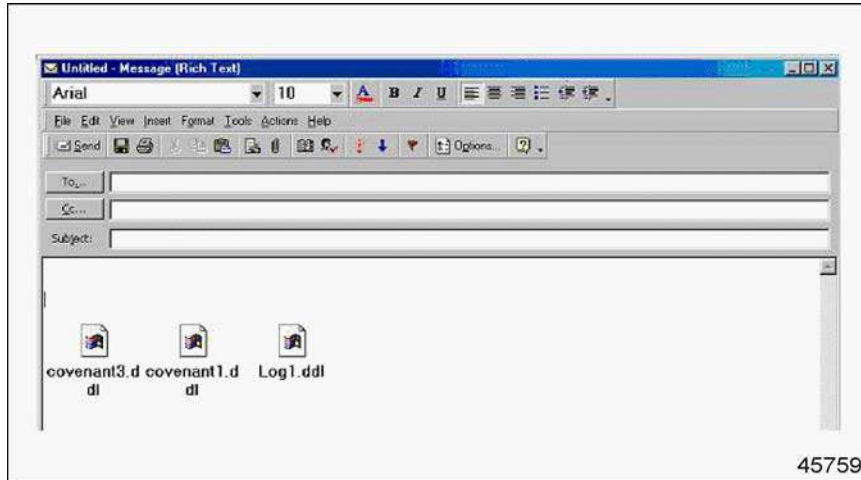 Untitled - Message (Rich Text)
Arial 10 A B I U
File Edit View Insert Format Tools Actions Help
Send Options...
To...
Cc...
Subject:
covenant3.d covenant1.d Log1.ddl
dl dl
45759